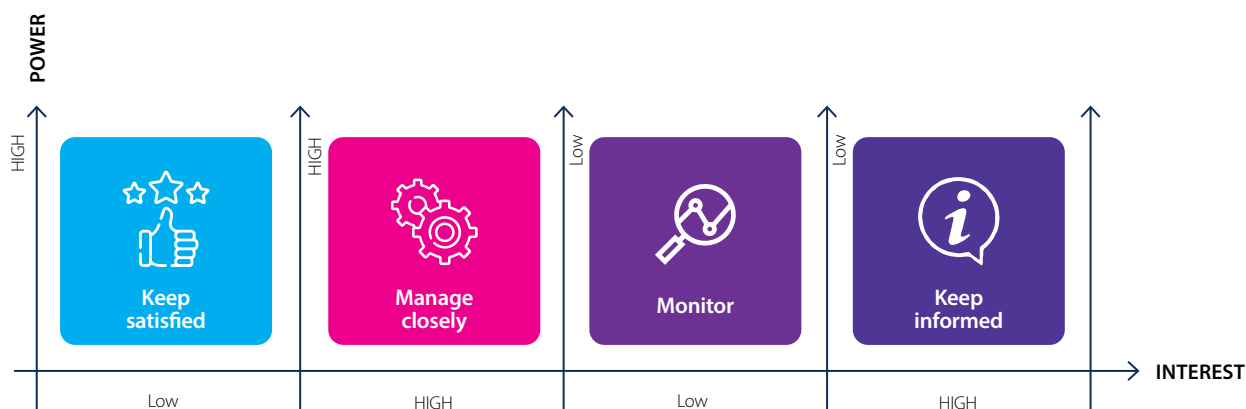 POWER
HIGH
HIGH
Low
Low
Keep
satisfied
Manage
closely
Monitor
Keep
informed
INTEREST
Low
HIGH
Low
HIGH